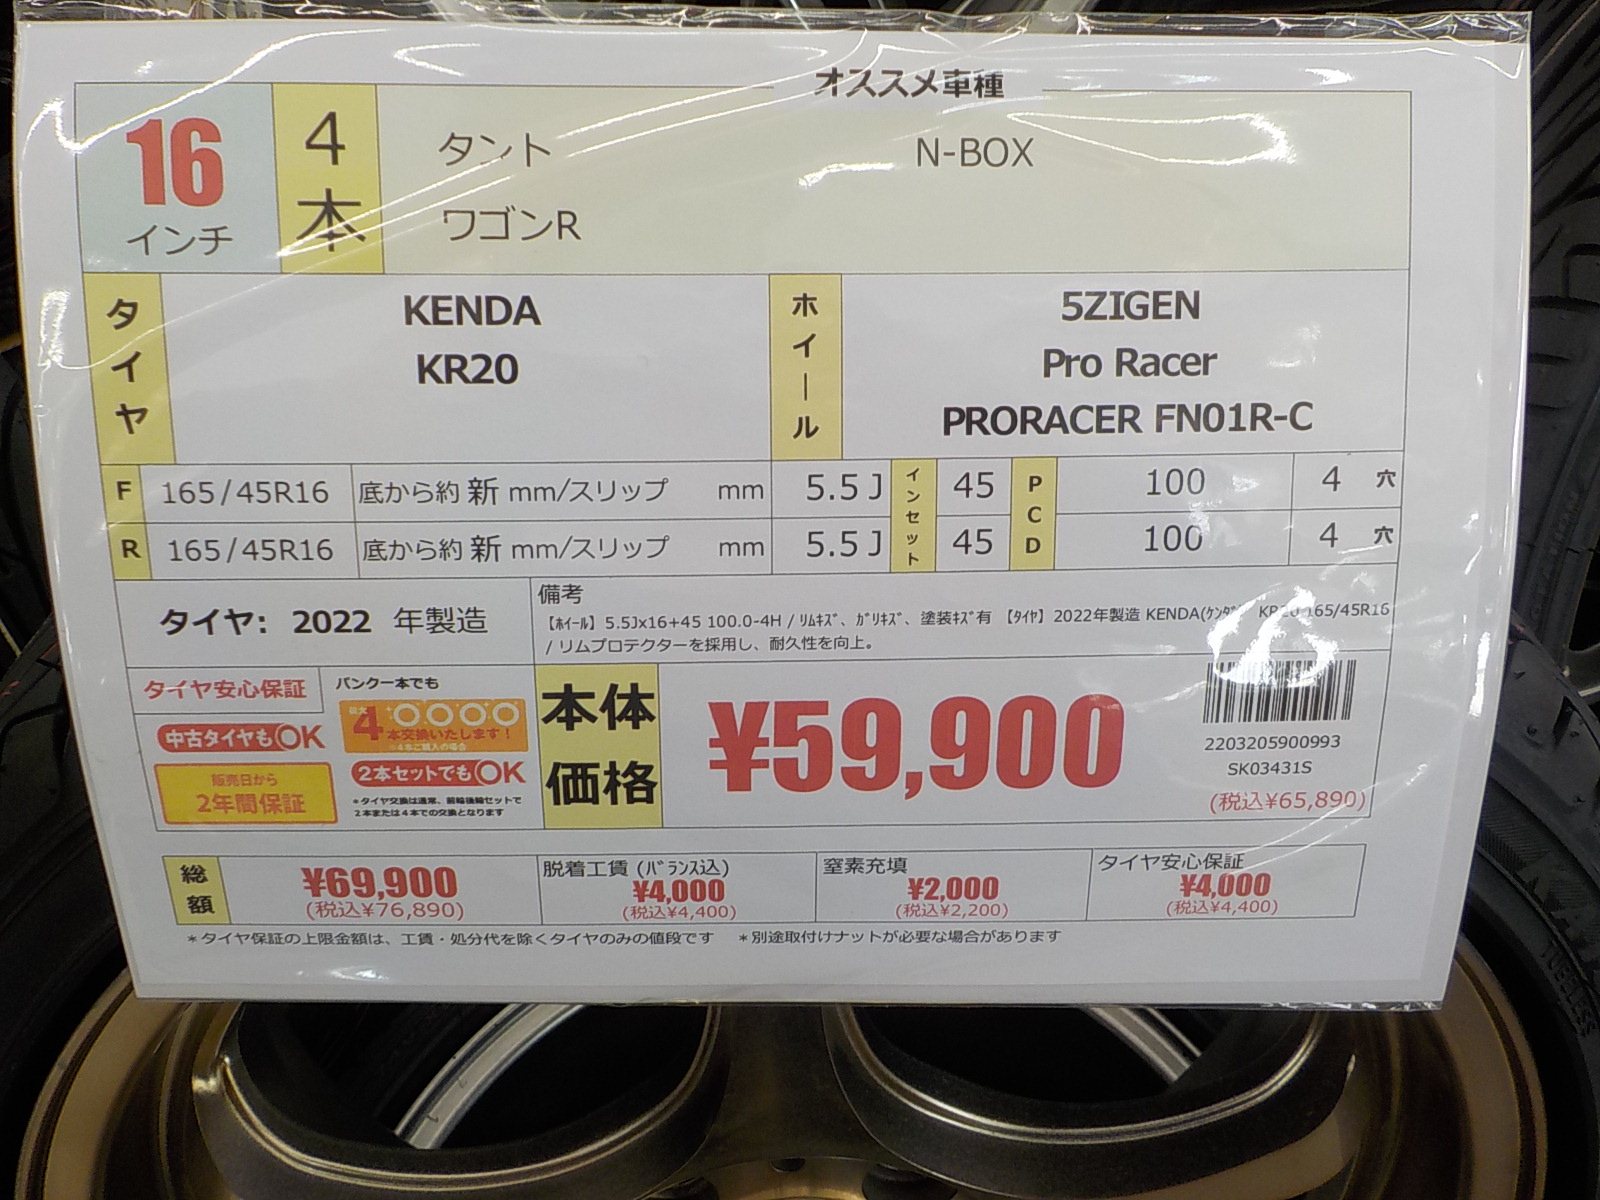 オススメ車種
16
インチ
4本
タント
N-BOX
ワゴンR
タイヤ
KENDA
KR20
ホイール
5ZIGEN
Pro Racer
PRORACER FN01R-C
F 165/45R16 底から約 新 mm/スリップ mm 5.5J インセット 45 PCD 100 4 穴
R 165/45R16 底から約 新 mm/スリップ mm 5.5J 45 100 4 穴
タイヤ: 2022 年製造
備考
【ﾎｲｰﾙ】5.5Jx16+45 100.0-4H / ﾘﾑｷｽﾞ、ｶﾞﾘｷｽﾞ、塗装ｷｽﾞ有 【ﾀｲﾔ】2022年製造 KENDA(ｹﾝﾀﾞ) KR20 165/45R16
/ リムプロテクターを採用し、耐久性を向上。
タイヤ安心保証
中古タイヤもOK
販売日から
2年間保証
パンク一本でも
最大
4本交換いたします!
※4本ご購入の場合
2本セットでもOK
*タイヤ交換は通常、前輪後輪セットで
2本または4本での交換となります
本体価格
¥59,900
2203205900993
SK03431S
(税込¥65,890)
総額
¥69,900
(税込¥76,890)
脱着工賃 (ﾊﾞﾗﾝｽ込)
¥4,000
(税込¥4,400)
窒素充填
¥2,000
(税込¥2,200)
タイヤ安心保証
¥4,000
(税込¥4,400)
*タイヤ保証の上限金額は、工賃・処分代を除くタイヤのみの値段です *別途取付けナットが必要な場合があります
TUBELESS